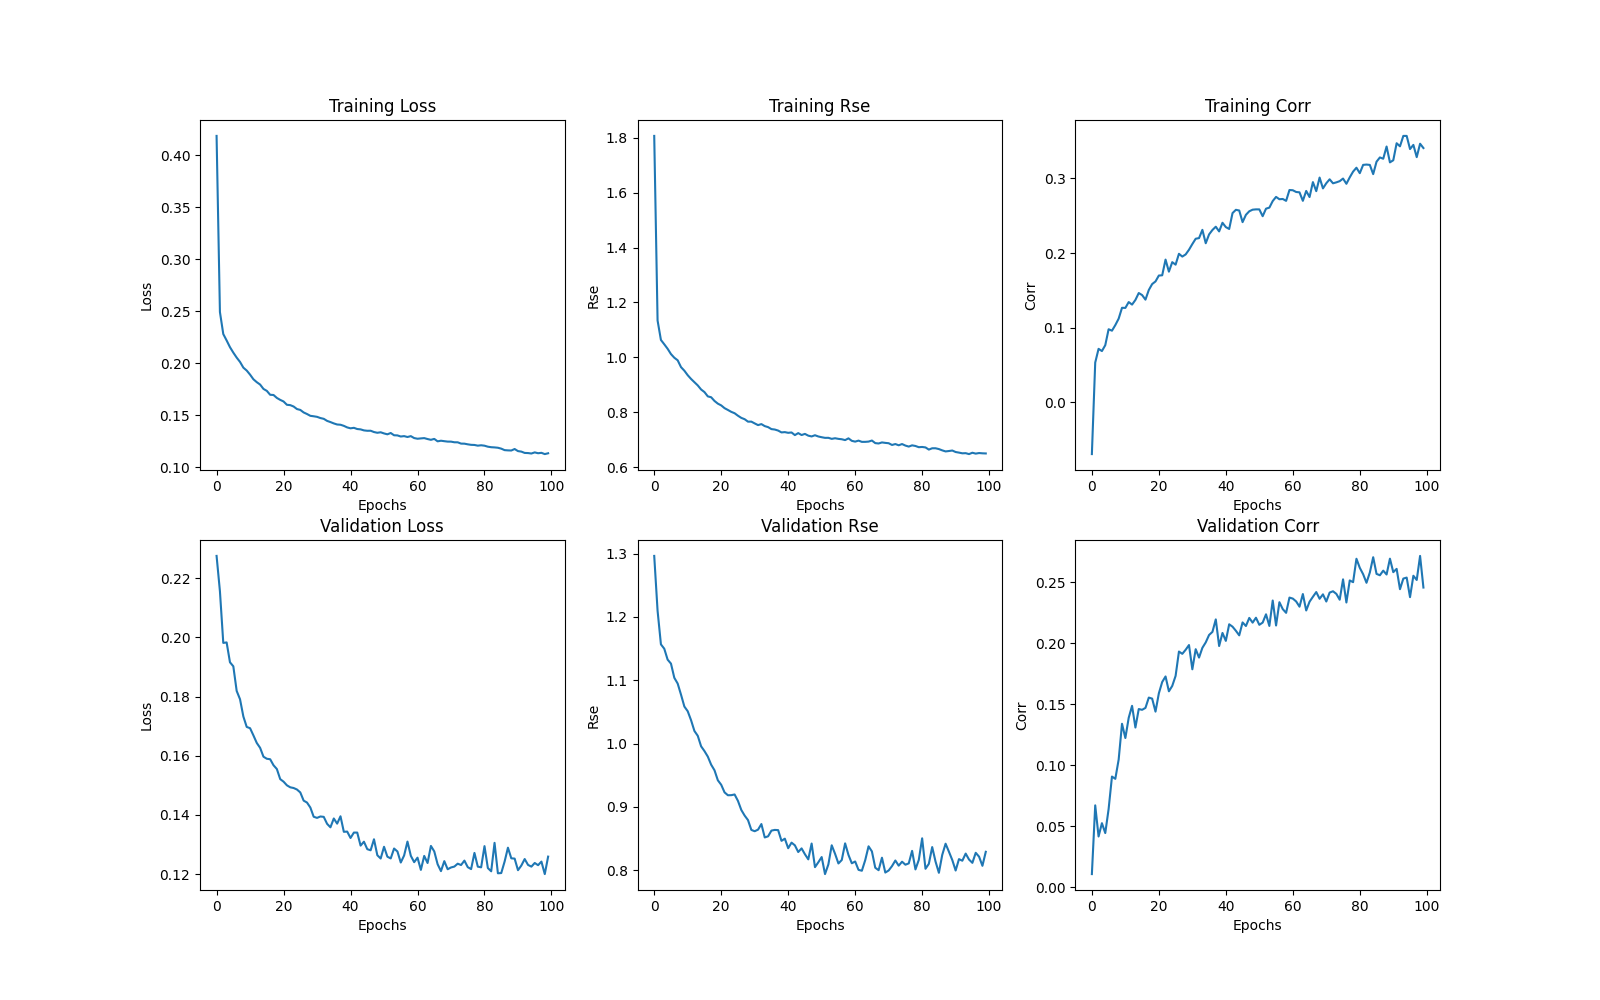 Training Loss
Training Rse
Training Corr
0.40
0.35
0.30
0.25
0.20
0.15
0.10
Loss
0 20 40 60 80 100
Epochs
1.8
1.6
1.4
1.2
1.0
0.8
0.6
Rse
0 20 40 60 80 100
Epochs
0.3
0.2
0.1
0.0
Corr
0 20 40 60 80 100
Epochs
Validation Loss
Validation Rse
Validation Corr
0.22
0.20
0.18
0.16
0.14
0.12
Loss
0 20 40 60 80 100
Epochs
1.3
1.2
1.1
1.0
0.9
0.8
Rse
0 20 40 60 80 100
Epochs
0.25
0.20
0.15
0.10
0.05
0.00
Corr
0 20 40 60 80 100
Epochs